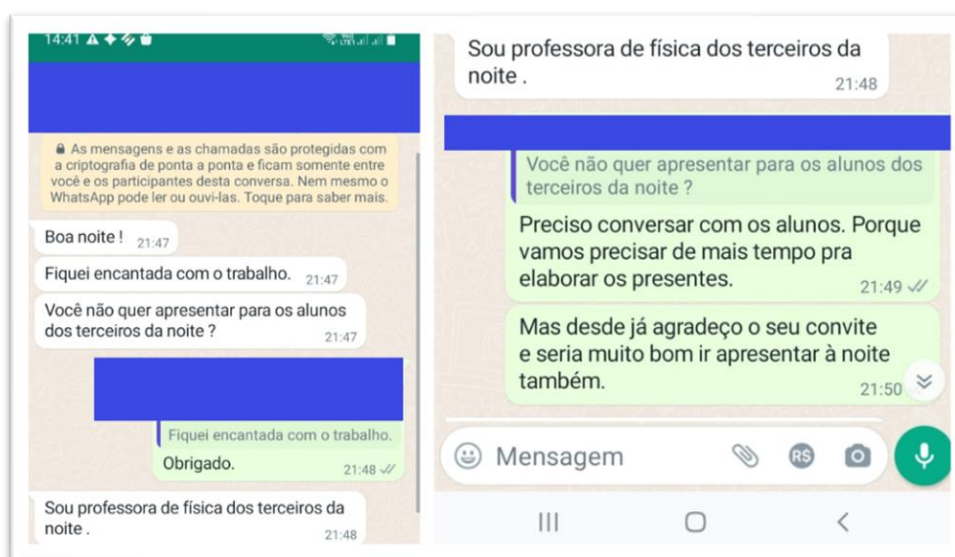 14:41
As mensagens e as chamadas são protegidas com
a criptografia de ponta a ponta e ficam somente entre
você e os participantes desta conversa. Nem mesmo o
WhatsApp pode ler ou ouvi-las. Toque para saber mais.
Boa noite ! 21:47
Fiquei encantada com o trabalho. 21:47
Você não quer apresentar para os alunos
dos terceiros da noite ? 21:47
Fiquei encantada com o trabalho.
Obrigado. 21:48
Sou professora de física dos terceiros da
noite . 21:48
Sou professora de física dos terceiros da
noite . 21:48
Você não quer apresentar para os alunos dos
terceiros da noite ?
Preciso conversar com os alunos. Porque
vamos precisar de mais tempo pra
elaborar os presentes. 21:49
Mas desde já agradeço o seu convite
e seria muito bom ir apresentar à noite
também. 21:50
Mensagem R$